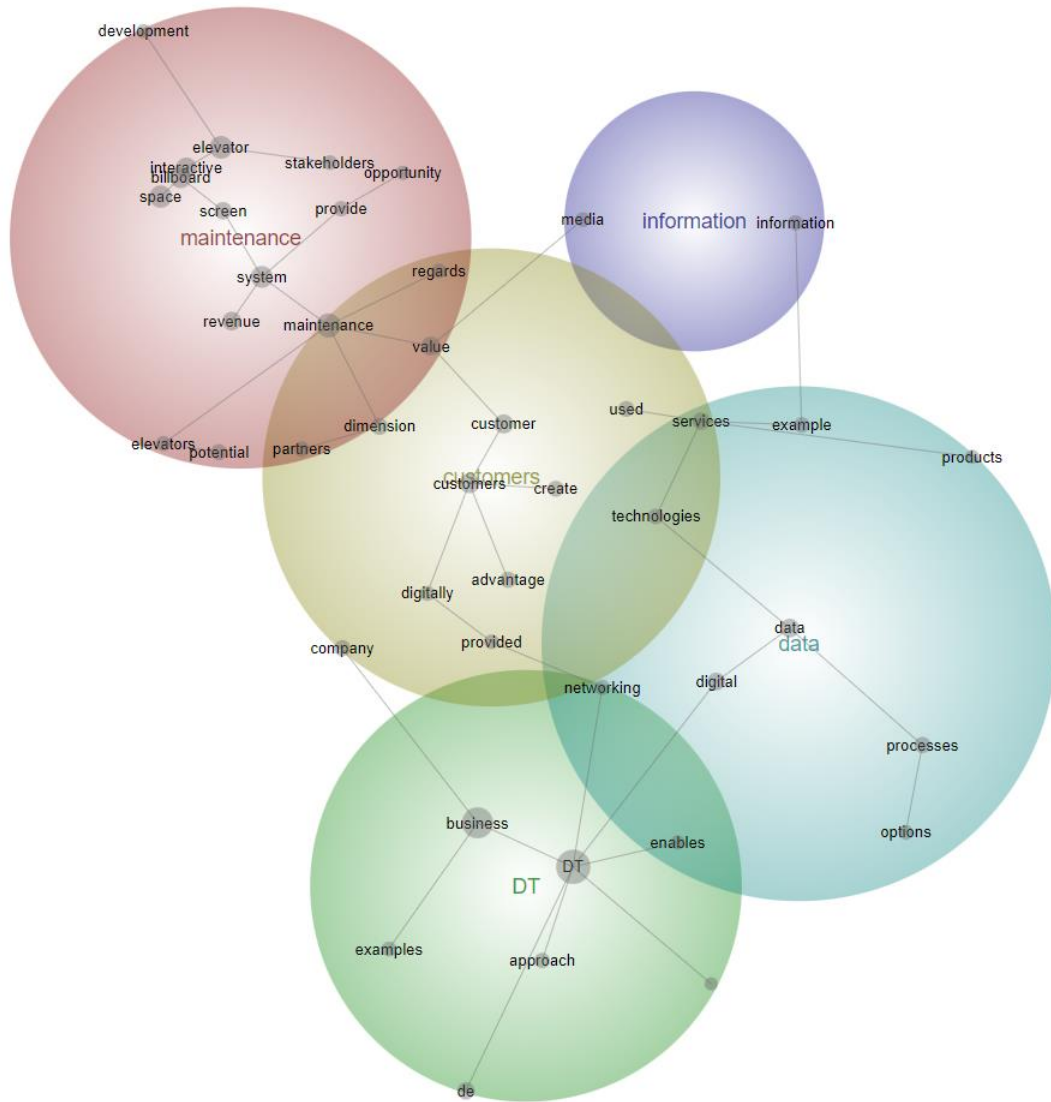 development
elevator
interactive
billboard
space
stakeholders
opportunity
screen
provide
maintenance
media
information
information
system
regards
revenue
maintenance
value
elevators
potential
partners
dimension
customer
used
services
example
products
customers
customers
create
technologies
digitally
advantage
provided
data
data
company
networking
digital
processes
options
business
enables
DT
DT
examples
approach
de